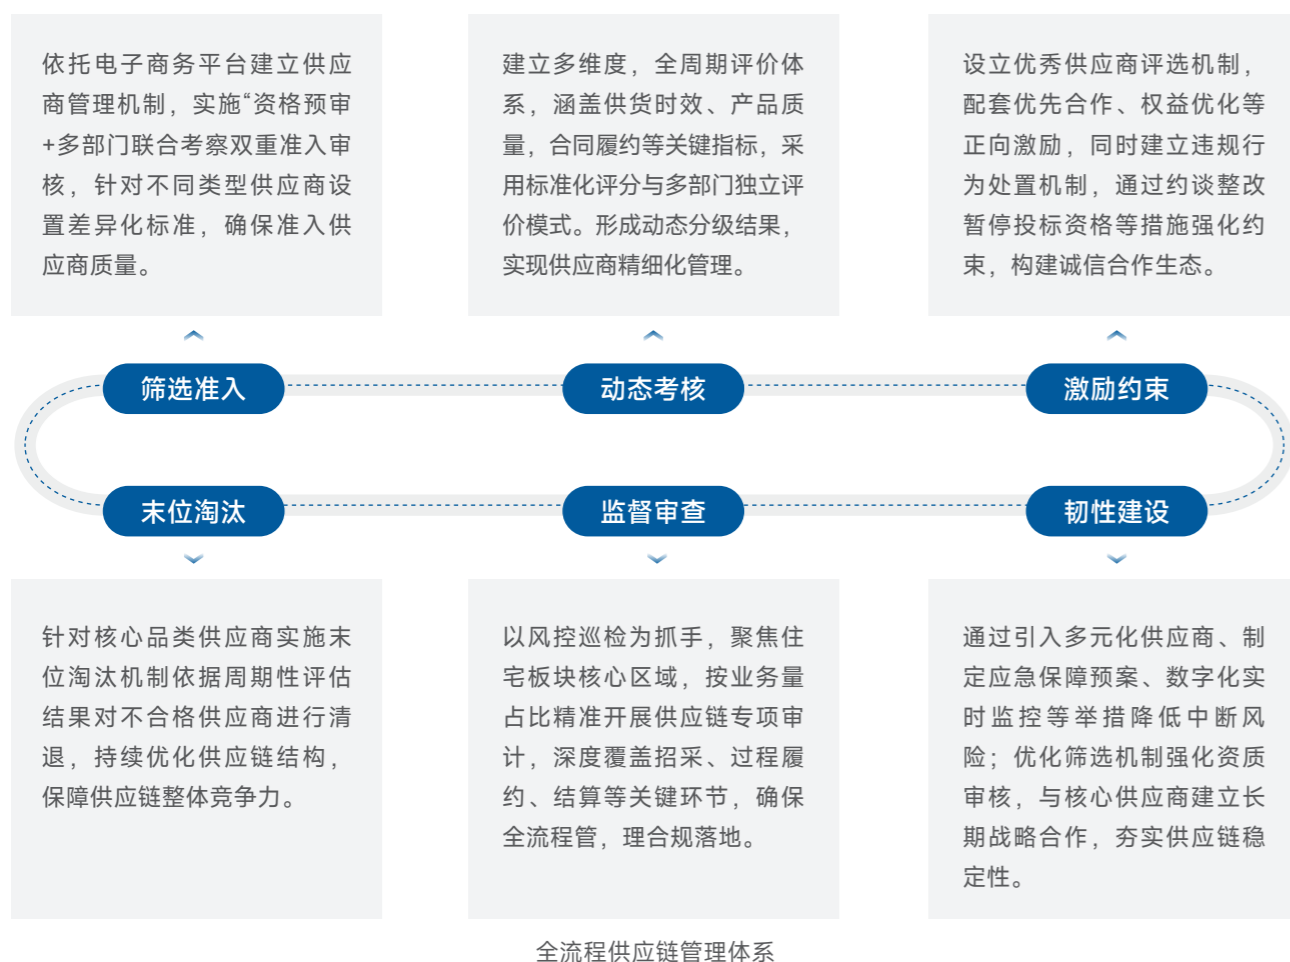 依托电子商务平台建立供应
商管理机制，实施“资格预审
+多部门联合考察双重准入审
核，针对不同类型供应商设
置差异化标准，确保准入供
应商质量。
建立多维度，全周期评价体
系，涵盖供货时效、产品质
量，合同履约等关键指标，采
用标准化评分与多部门独立评
价模式。形成动态分级结果，
实现供应商精细化管理。
设立优秀供应商评选机制，
配套优先合作、权益优化等
正向激励，同时建立违规行
为处置机制，通过约谈整改
暂停投标资格等措施强化约
束，构建诚信合作生态。
筛选准入
动态考核
激励约束
末位淘汰
监督审查
韧性建设
针对核心品类供应商实施末
位淘汰机制依据周期性评估
结果对不合格供应商进行清
退，持续优化供应链结构，
保障供应链整体竞争力。
以风控巡检为抓手，聚焦住
宅板块核心区域，按业务量
占比精准开展供应链专项审
计，深度覆盖招采、过程履
约、结算等关键环节，确保
全流程管，理合规落地。
通过引入多元化供应商、制
定应急保障预案、数字化实
时监控等举措降低中断风
险；优化筛选机制强化资质
审核，与核心供应商建立长
期战略合作，夯实供应链稳
定性。
全流程供应链管理体系